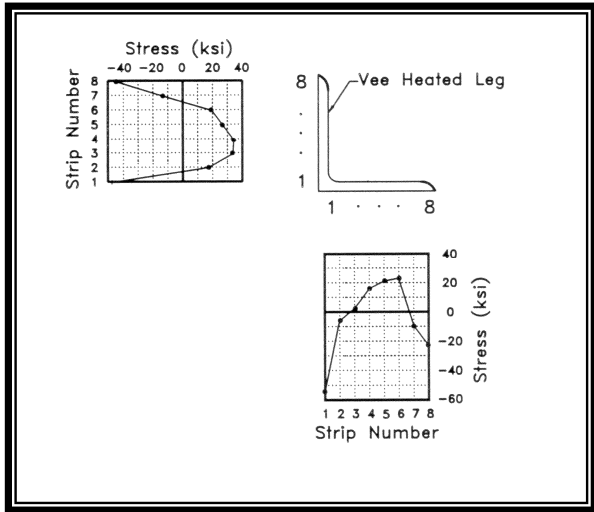 Stress (ksi)
-40 -20 0 20 40
Strip Number
8
7
6
5
4
3
2
1
8
Vee Heated Leg
1
1 · · · 8
40
20
0
-20
-40
-60
Stress (ksi)
1 2 3 4 5 6 7 8
Strip Number